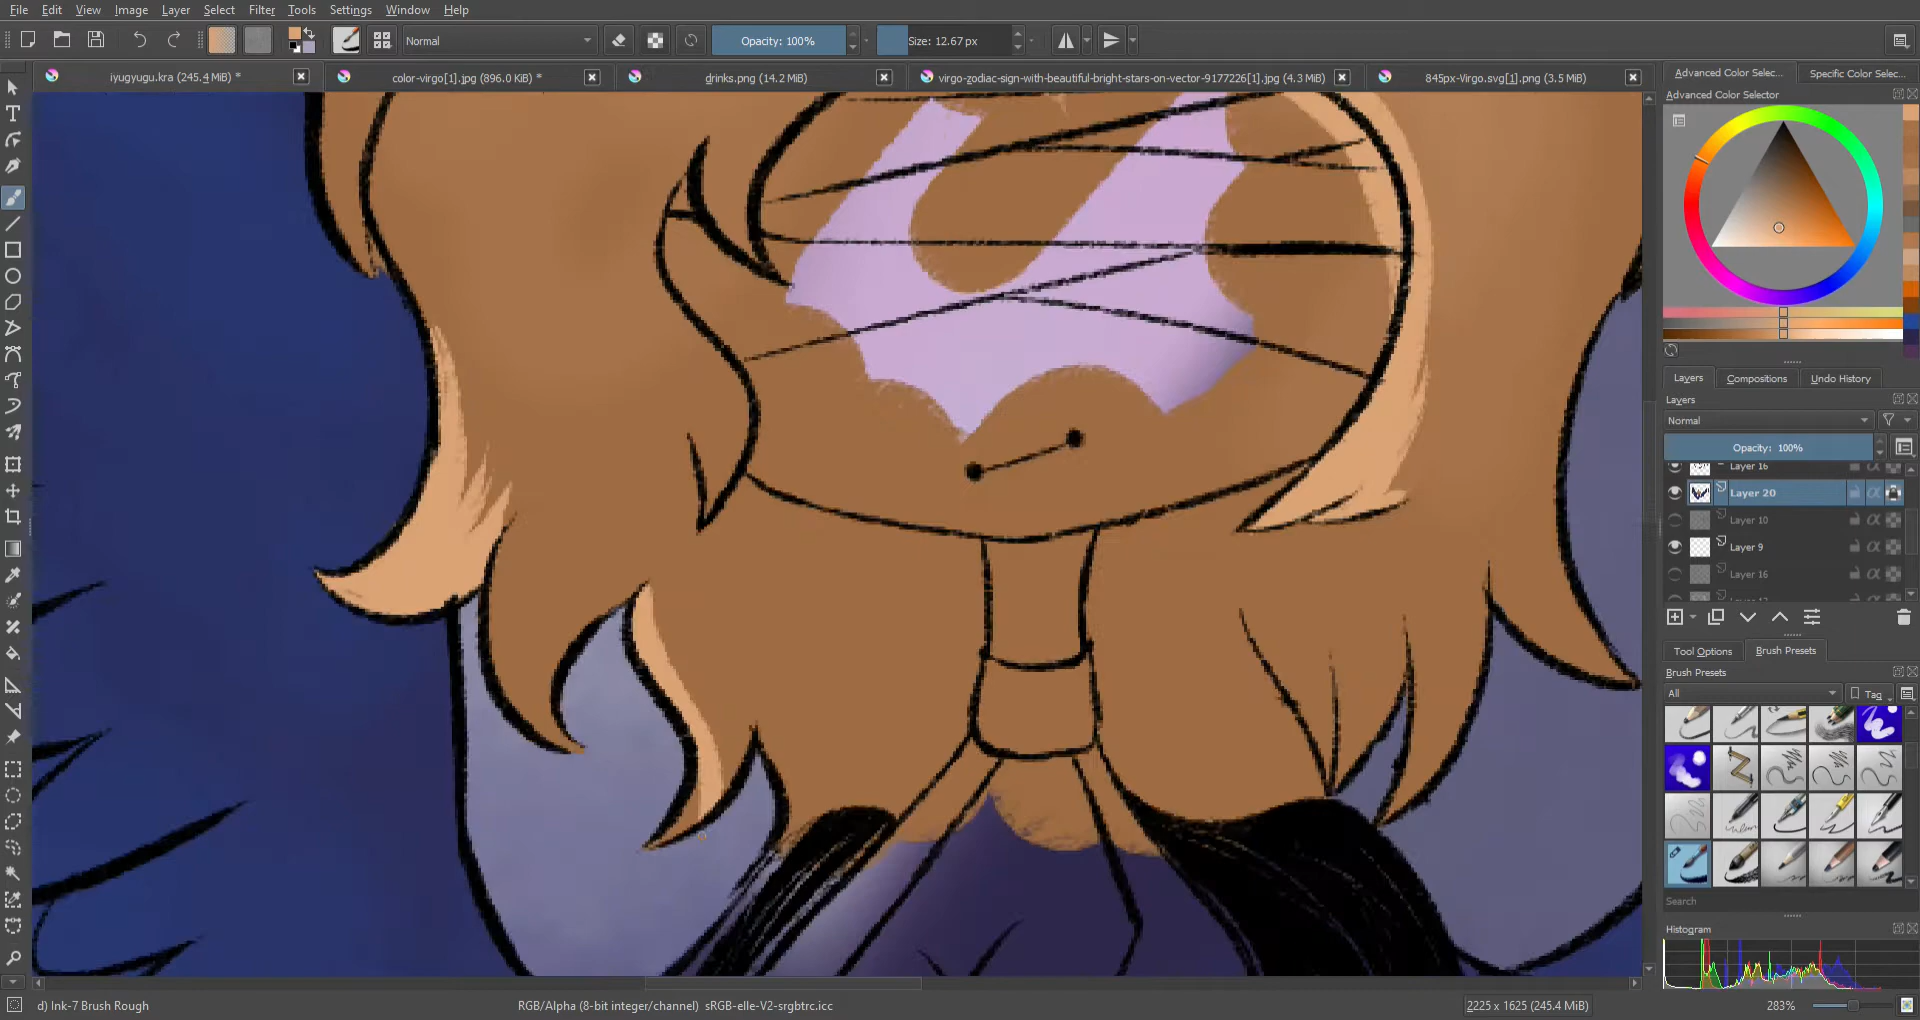 File Edit View Image Layer Select Filter Tools Settings Window Help
Normal Opacity: 100% Size: 12.67 px
iyugyugu.kra (245.4 MiB) * color-virgo[1].jpg (896.0 KiB) * drinks.png (14.2 MiB) virgo-zodiac-sign-with-beautiful-bright-stars-on-vector-9177226[1].jpg (4.3 MiB) 845px-Virgo.svg[1].png (3.5 MiB)
Advanced Color Selec... Specific Color Selec...
Advanced Color Selector
Layers Compositions Undo History
Layers
Normal
Opacity: 100%
Layer 16
Layer 20
Layer 10
Layer 9
Layer 16
Tool Options Brush Presets
Brush Presets
All Tag
Search
Histogram
d) Ink-7 Brush Rough RGB/Alpha (8-bit integer/channel) sRGB-elle-V2-srgbtrc.icc 2225 x 1625 (245.4 MiB) 283%